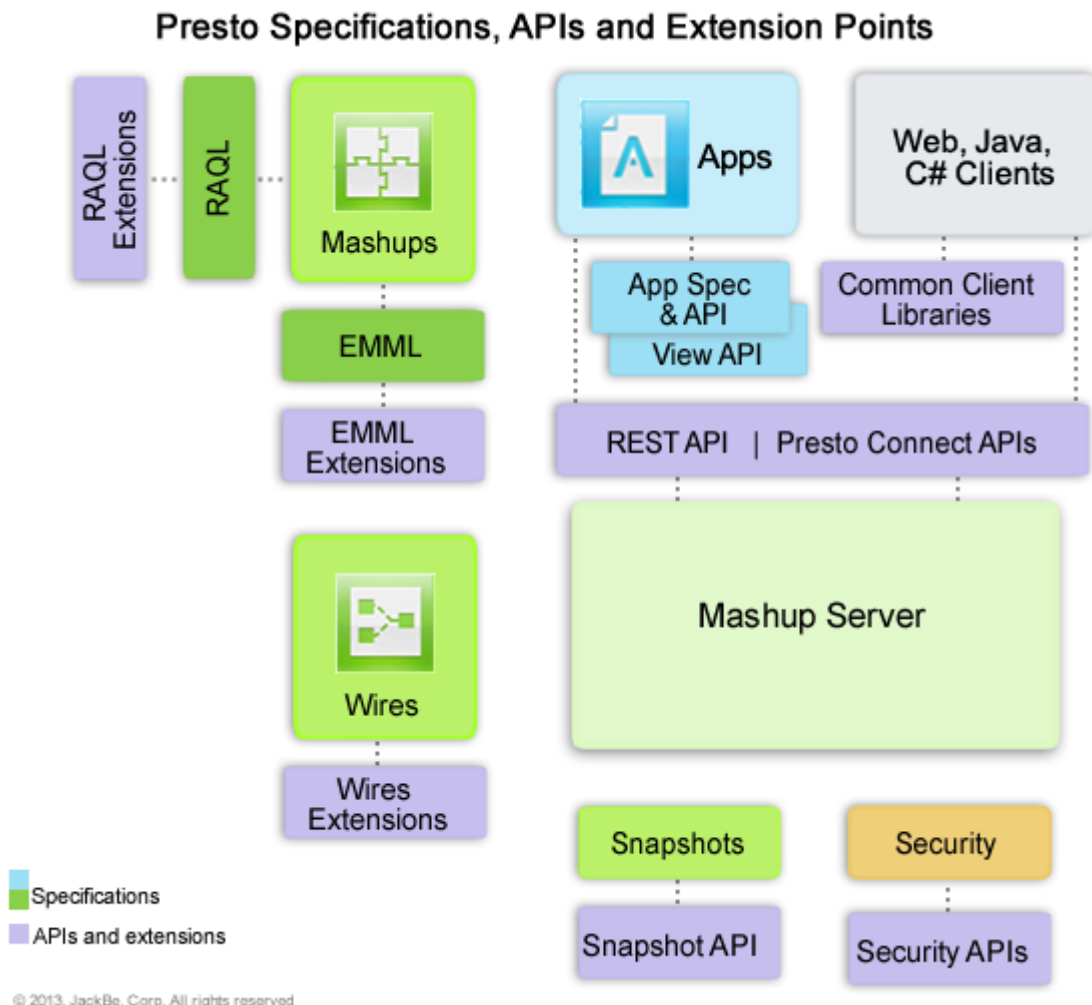 Presto Specifications, APIs and Extension Points
RAQL
Extensions
RAQL
Mashups
EMML
EMML
Extensions
Wires
Wires
Extensions
Apps
App Spec
& API
View API
Web, Java,
C# Clients
Common Client
Libraries
REST API | Presto Connect APIs
Mashup Server
Snapshots
Snapshot API
Security
Security APIs
Specifications
APIs and extensions
© 2013, JackBe, Corp. All rights reserved